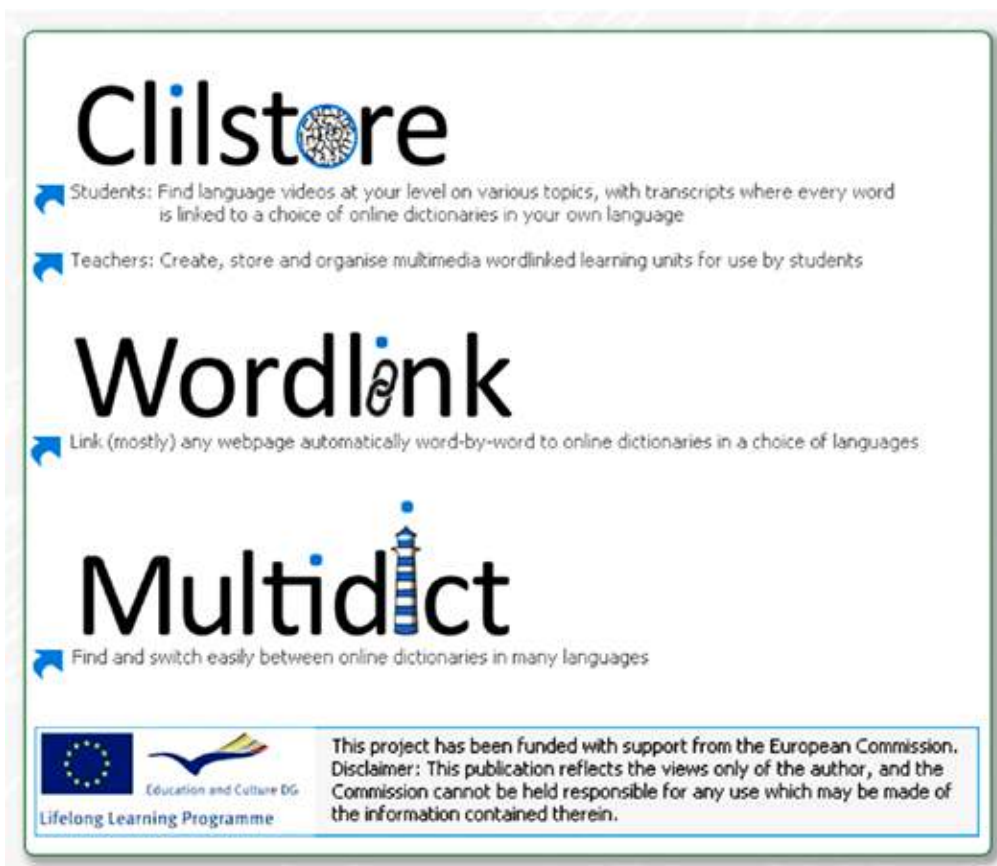 Clilstore
Students: Find language videos at your level on various topics, with transcripts where every word
is linked to a choice of online dictionaries in your own language
Teachers: Create, store and organise multimedia wordlinked learning units for use by students
Wordlink
Link (mostly) any webpage automatically word-by-word to online dictionaries in a choice of languages
Multidict
Find and switch easily between online dictionaries in many languages
Education and Culture DG
Lifelong Learning Programme
This project has been funded with support from the European Commission.
Disclaimer: This publication reflects the views only of the author, and the
Commission cannot be held responsible for any use which may be made of
the information contained therein.